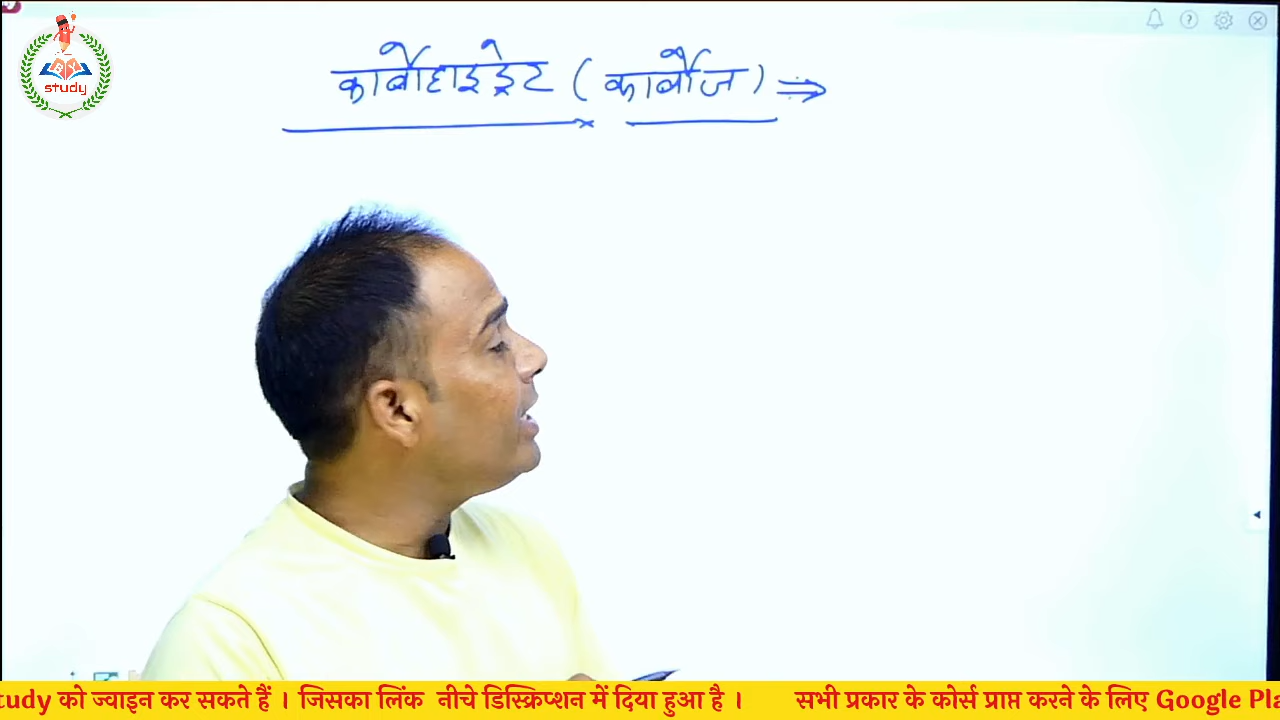 कार्बोहाइड्रेट (कार्बोज) ⇒
study
tudy को ज्वाइन कर सकते हैं । जिसका लिंक नीचे डिस्क्रिप्शन में दिया हुआ है । सभी प्रकार के कोर्स प्राप्त करने के लिए Google Pla